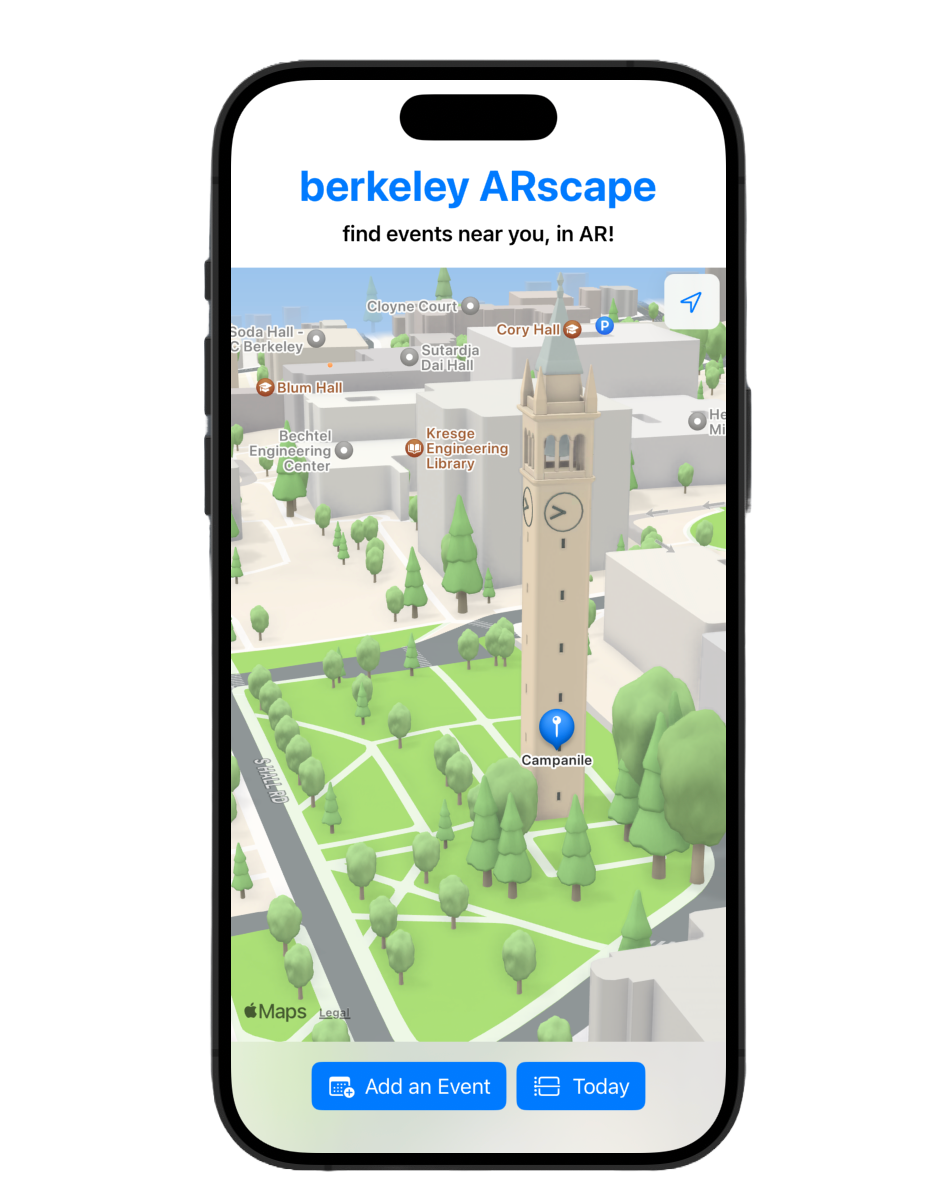 berkeley ARscape
find events near you, in AR!
Cloyne Court
Cory Hall
P
Soda Hall -
C Berkeley
Sutardja
Dai Hall
Blum Hall
He
Mi
Bechtel
Engineering
Center
Kresge
Engineering
Library
Campanile
S HALL RD
Maps
Legal
Add an Event
Today